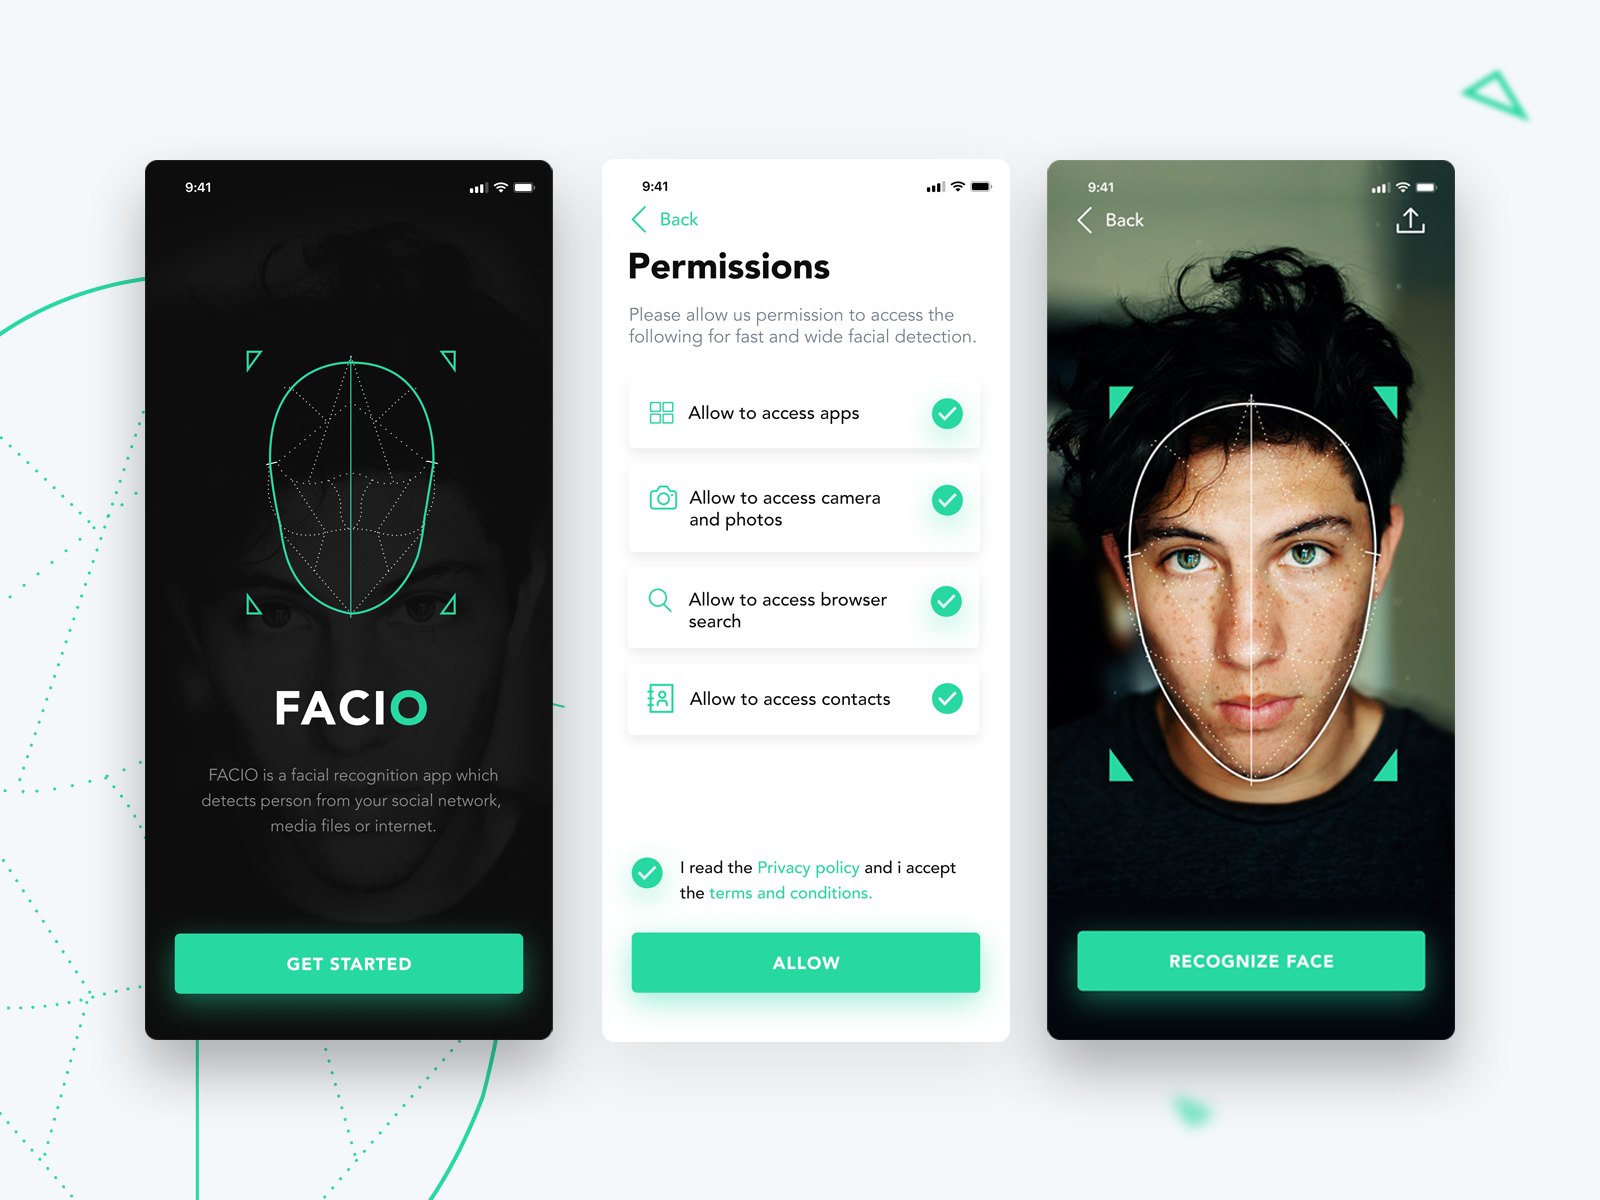 9:41
FACIO
FACIO is a facial recognition app which
detects person from your social network,
media files or internet.
GET STARTED
9:41
Back
Permissions
Please allow us permission to access the
following for fast and wide facial detection.
Allow to access apps
Allow to access camera
and photos
Allow to access browser
search
Allow to access contacts
I read the Privacy policy and i accept
the terms and conditions.
ALLOW
9:41
Back
RECOGNIZE FACE